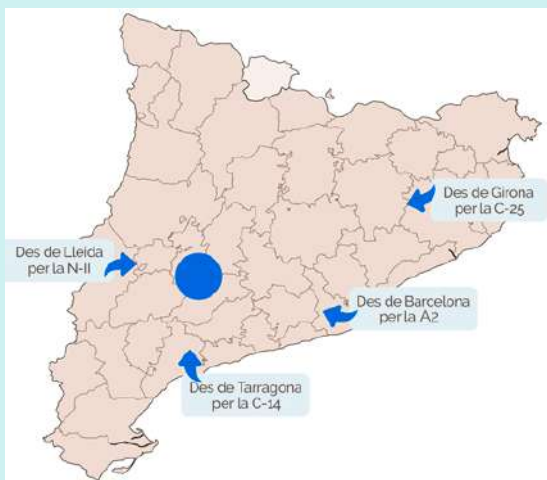 Des de Girona
per la C-25
Des de Lleida
per la N-II
Des de Barcelona
per la A2
Des de Tarragona
per la C-14